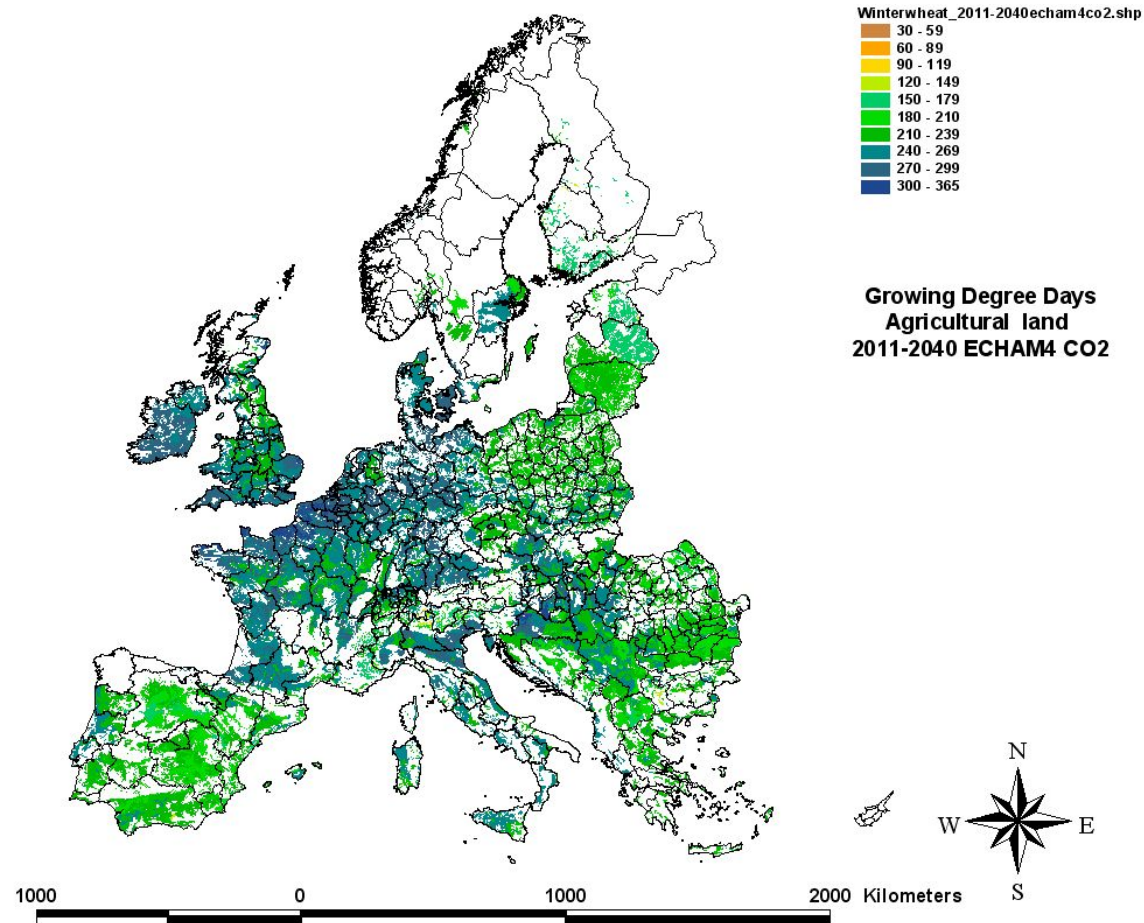 Winterwheat_2011-2040echam4co2.shp
30 - 59
60 - 89
90 - 119
120 - 149
150 - 179
180 - 210
210 - 239
240 - 269
270 - 299
300 - 365
Growing Degree Days
Agricultural land
2011-2040 ECHAM4 CO2
N
W E
S
1000 0 1000 2000 Kilometers